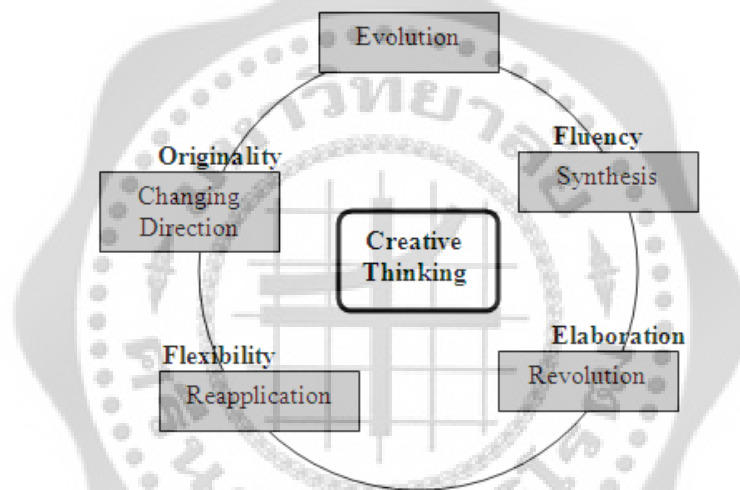 Evolution
Fluency
Synthesis
Originality
Changing
Direction
Creative
Thinking
Elaboration
Revolution
Flexibility
Reapplication